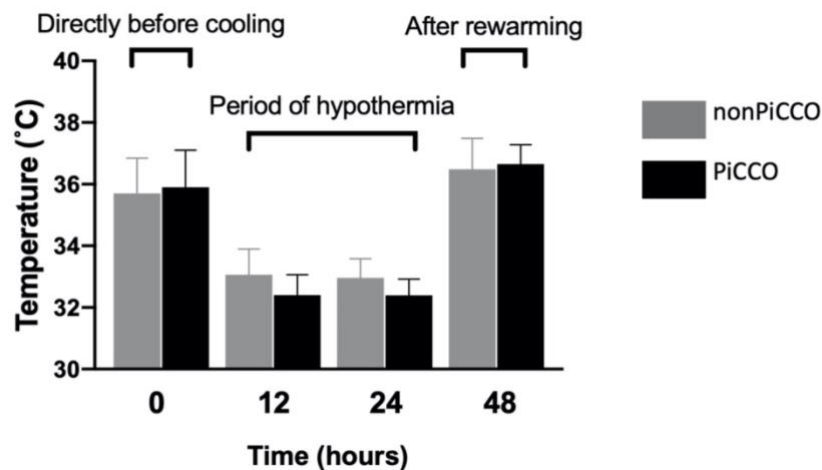 Directly before cooling
After rewarming
Period of hypothermia
nonPiCCO
PiCCO
Temperature (˚C)
40
38
36
34
32
30
0 12 24 48
Time (hours)